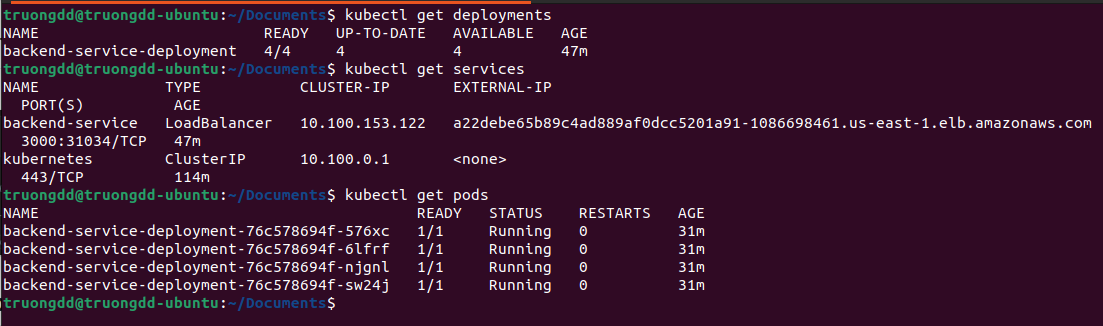 truongdd@truongdd-ubuntu:~/Documents$ kubectl get deployments
NAME                         READY   UP-TO-DATE   AVAILABLE   AGE
backend-service-deployment   4/4     4            4           47m
truongdd@truongdd-ubuntu:~/Documents$ kubectl get services
NAME              TYPE           CLUSTER-IP       EXTERNAL-IP
  PORT(S)          AGE
backend-service   LoadBalancer   10.100.153.122   a22debe65b89c4ad889af0dcc5201a91-1086698461.us-east-1.elb.amazonaws.com
  3000:31034/TCP   47m
kubernetes        ClusterIP      10.100.0.1       <none>
  443/TCP          114m
truongdd@truongdd-ubuntu:~/Documents$ kubectl get pods
NAME                                          READY   STATUS    RESTARTS   AGE
backend-service-deployment-76c578694f-576xc   1/1     Running   0          31m
backend-service-deployment-76c578694f-6lfrf   1/1     Running   0          31m
backend-service-deployment-76c578694f-njgnl   1/1     Running   0          31m
backend-service-deployment-76c578694f-sw24j   1/1     Running   0          31m
truongdd@truongdd-ubuntu:~/Documents$